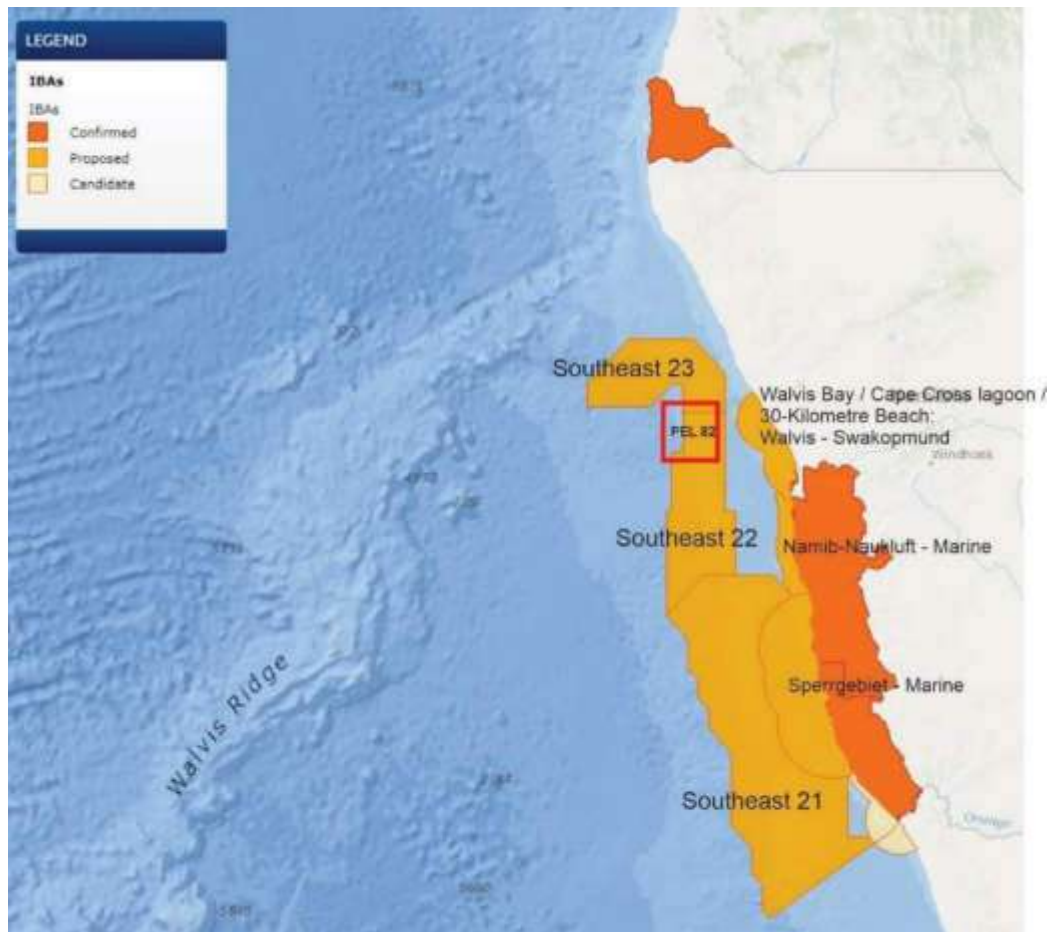 LEGEND
IBAs
IBAs
Confirmed
Proposed
Candidate
Southeast 23
Walvis Bay / Cape Cross lagoon /
30-Kilometre Beach:
Walvis - Swakopmund
PEL 82
Windhoek
Southeast 22
Namib-Naukluft - Marine
Walvis Ridge
Sperrgebiet - Marine
Southeast 21
Orange